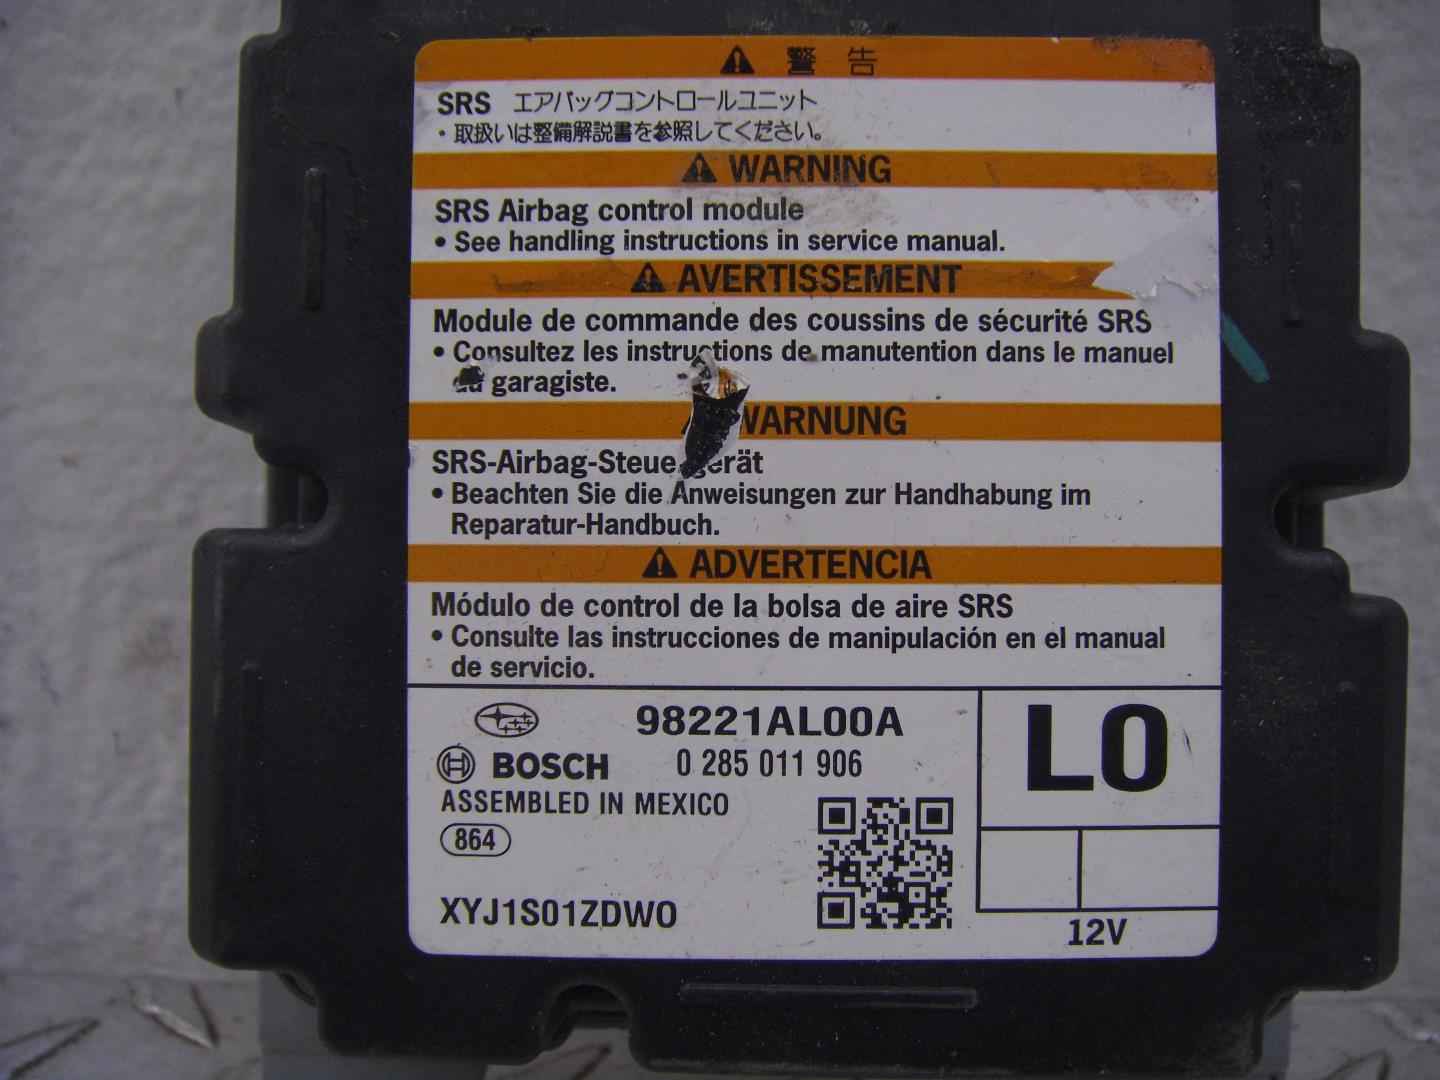 警告
SRS エアバッグコントロールユニット
・取扱いは整備解説書を参照してください。
WARNING
SRS Airbag control module
• See handling instructions in service manual.
AVERTISSEMENT
Module de commande des coussins de sécurité SRS
• Consultez les instructions de manutention dans le manuel
du garagiste.
WARNUNG
SRS-Airbag-Steuergerät
• Beachten Sie die Anweisungen zur Handhabung im
Reparatur-Handbuch.
ADVERTENCIA
Módulo de control de la bolsa de aire SRS
• Consulte las instrucciones de manipulación en el manual
de servicio.
98221AL00A
BOSCH 0 285 011 906
ASSEMBLED IN MEXICO
864
XYJ1S01ZDWO
L0
12V